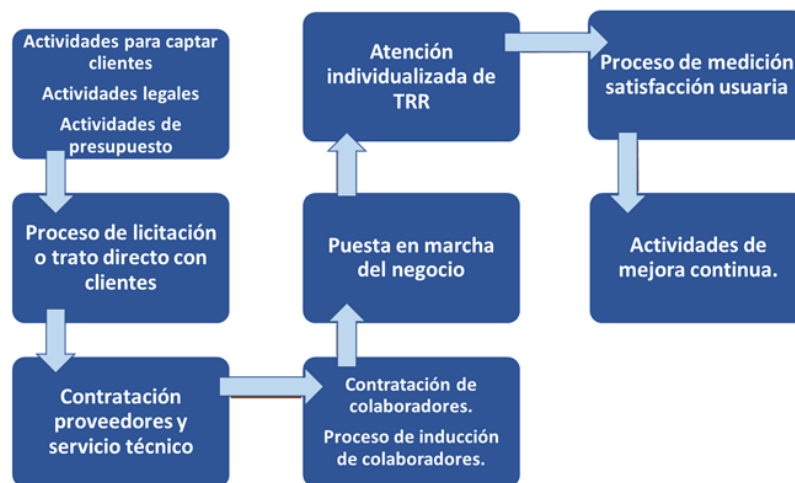 Actividades para captar
clientes
Actividades legales
Actividades de
presupuesto
Proceso de licitación
o trato directo con
clientes
Contratación
proveedores y
servicio técnico
Contratación de
colaboradores.
Proceso de inducción
de colaboradores.
Puesta en marcha
del negocio
Atención
individualizada de
TRR
Proceso de medición
satisfacción usuaria
Actividades de
mejora continua.